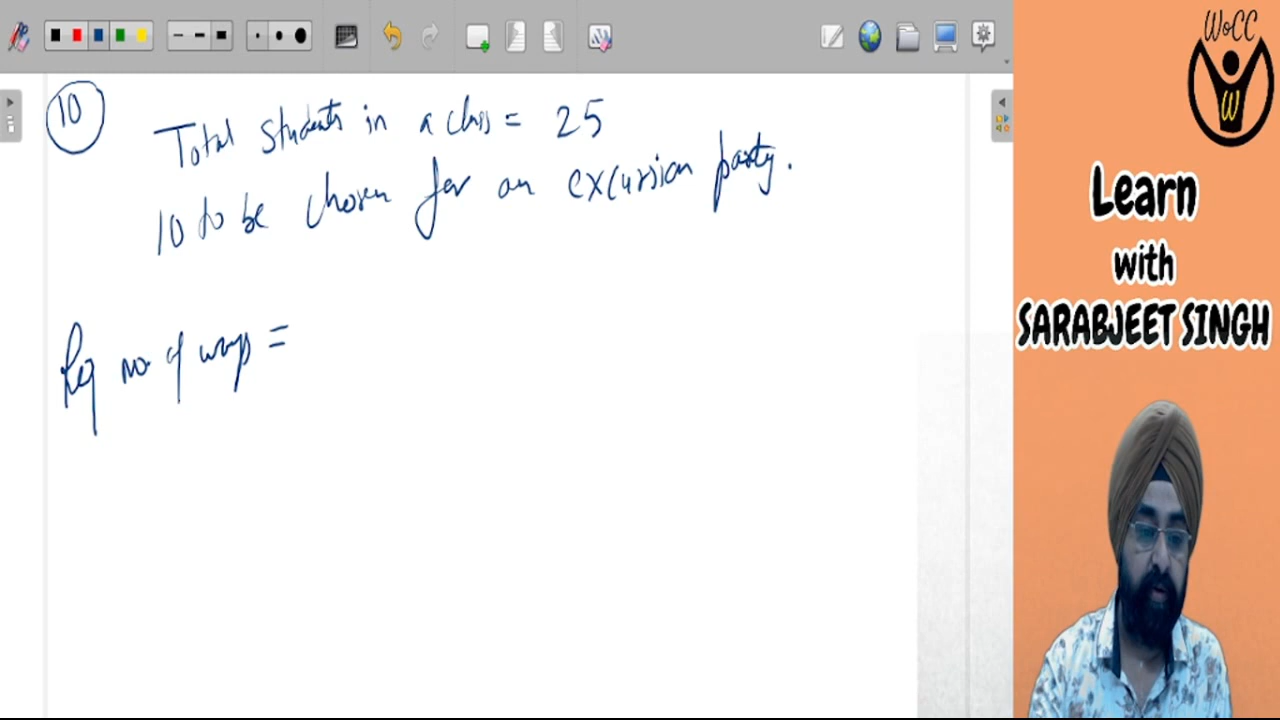 10
Total students in a class = 25
10 to be chosen for an excursion party.
Req no. of ways =
WOCC
W
Learn
with
SARABJEET SINGH